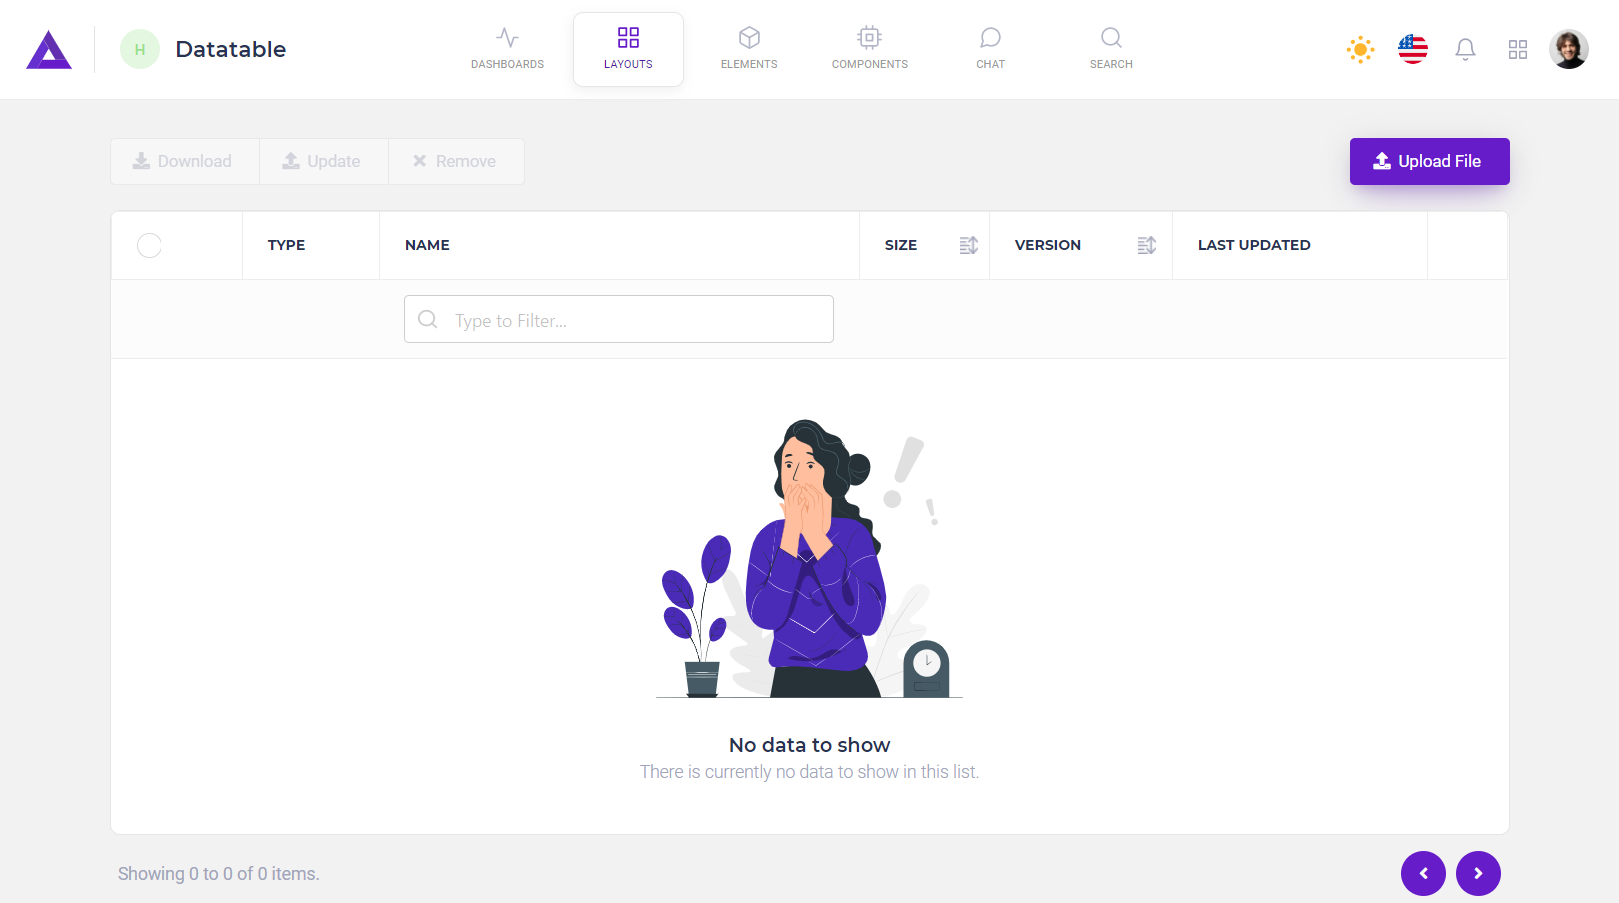 H
Datatable
DASHBOARDS
LAYOUTS
ELEMENTS
COMPONENTS
CHAT
SEARCH
Download
Update
Remove
Upload File
TYPE
NAME
SIZE
VERSION
LAST UPDATED
Type to Filter...
No data to show
There is currently no data to show in this list.
Showing 0 to 0 of 0 items.